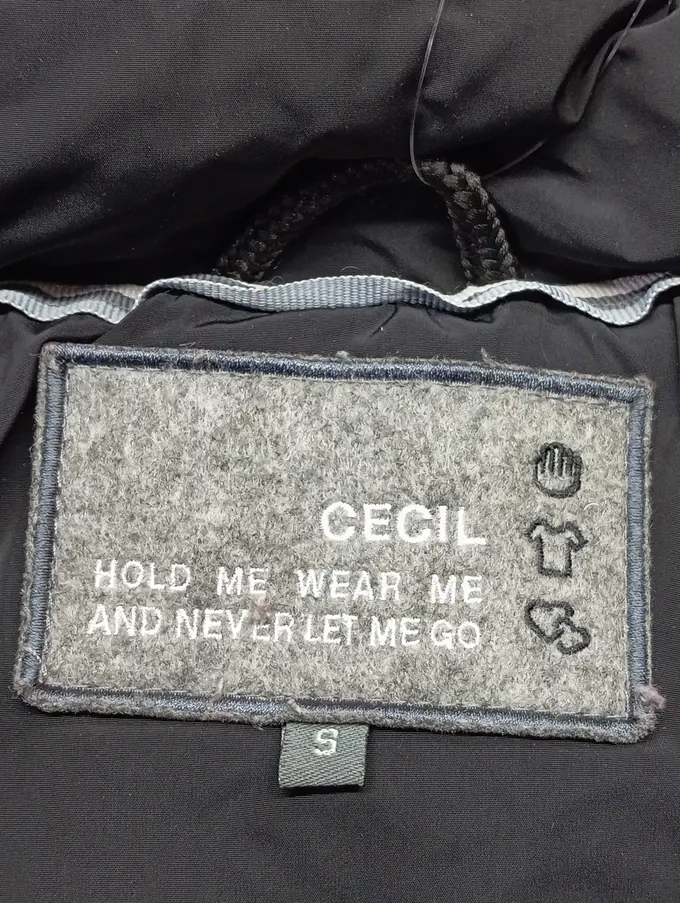 CECIL
HOLD ME WEAR ME
AND NEVER LET ME GO
S